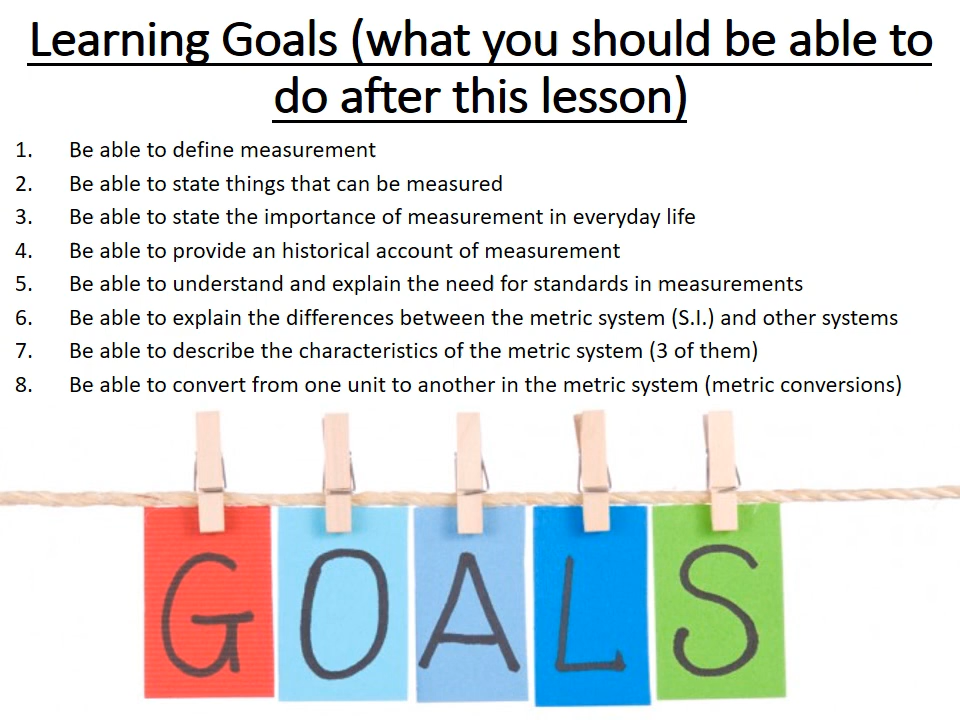 Learning Goals (what you should be able to
do after this lesson)
1. Be able to define measurement
2. Be able to state things that can be measured
3. Be able to state the importance of measurement in everyday life
4. Be able to provide an historical account of measurement
5. Be able to understand and explain the need for standards in measurements
6. Be able to explain the differences between the metric system (S.I.) and other systems
7. Be able to describe the characteristics of the metric system (3 of them)
8. Be able to convert from one unit to another in the metric system (metric conversions)
GOALS